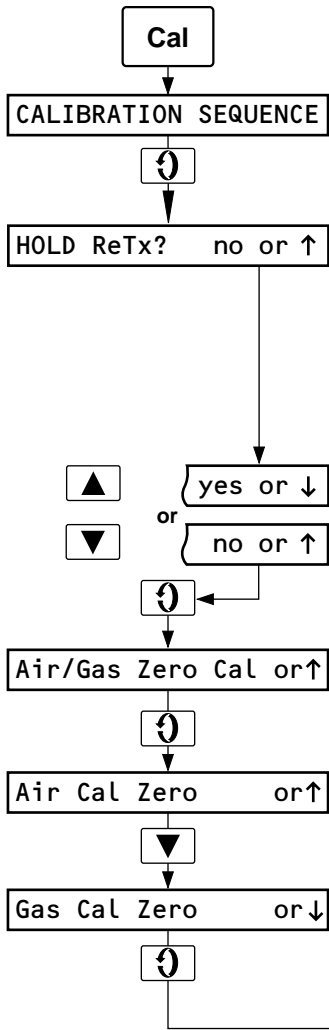 Cal
CALIBRATION SEQUENCE
HOLD ReTx? no or ↑
yes or ↓
or
no or ↑
Air/Gas Zero Cal or↑
Air Cal Zero or↑
Gas Cal Zero or↓